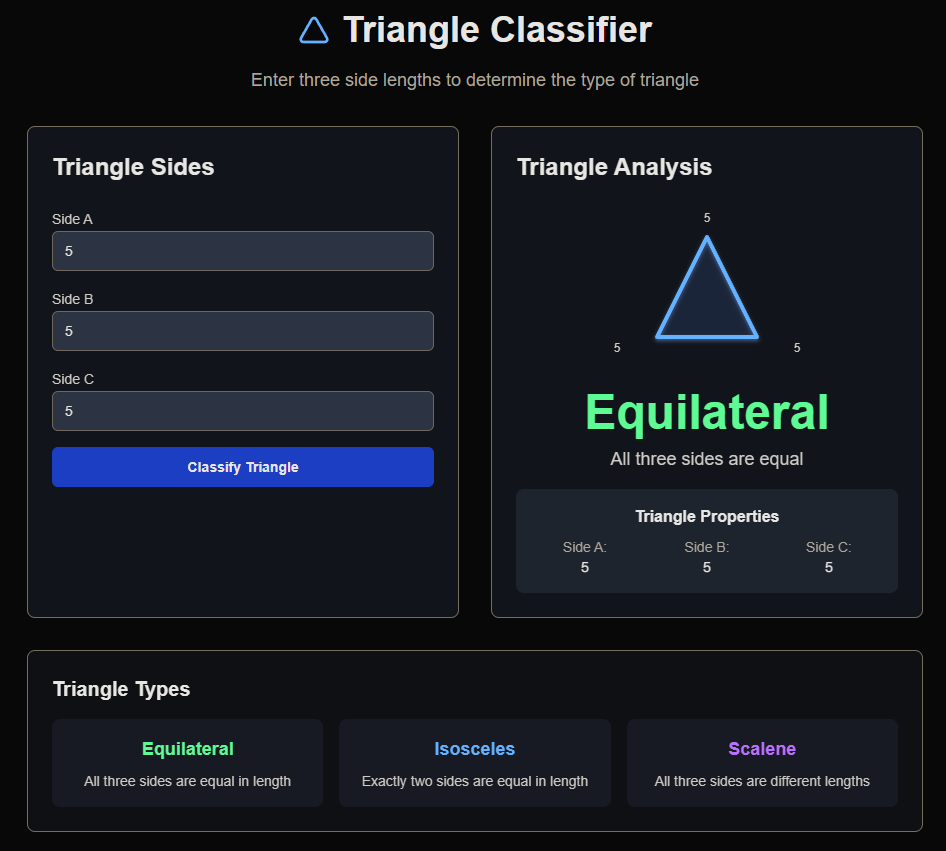 Triangle Classifier
Enter three side lengths to determine the type of triangle
Triangle Sides
Side A
5
Side B
5
Side C
5
Classify Triangle
Triangle Analysis
5
5
5
Equilateral
All three sides are equal
Triangle Properties
Side A:
5
Side B:
5
Side C:
5
Triangle Types
Equilateral
All three sides are equal in length
Isosceles
Exactly two sides are equal in length
Scalene
All three sides are different lengths